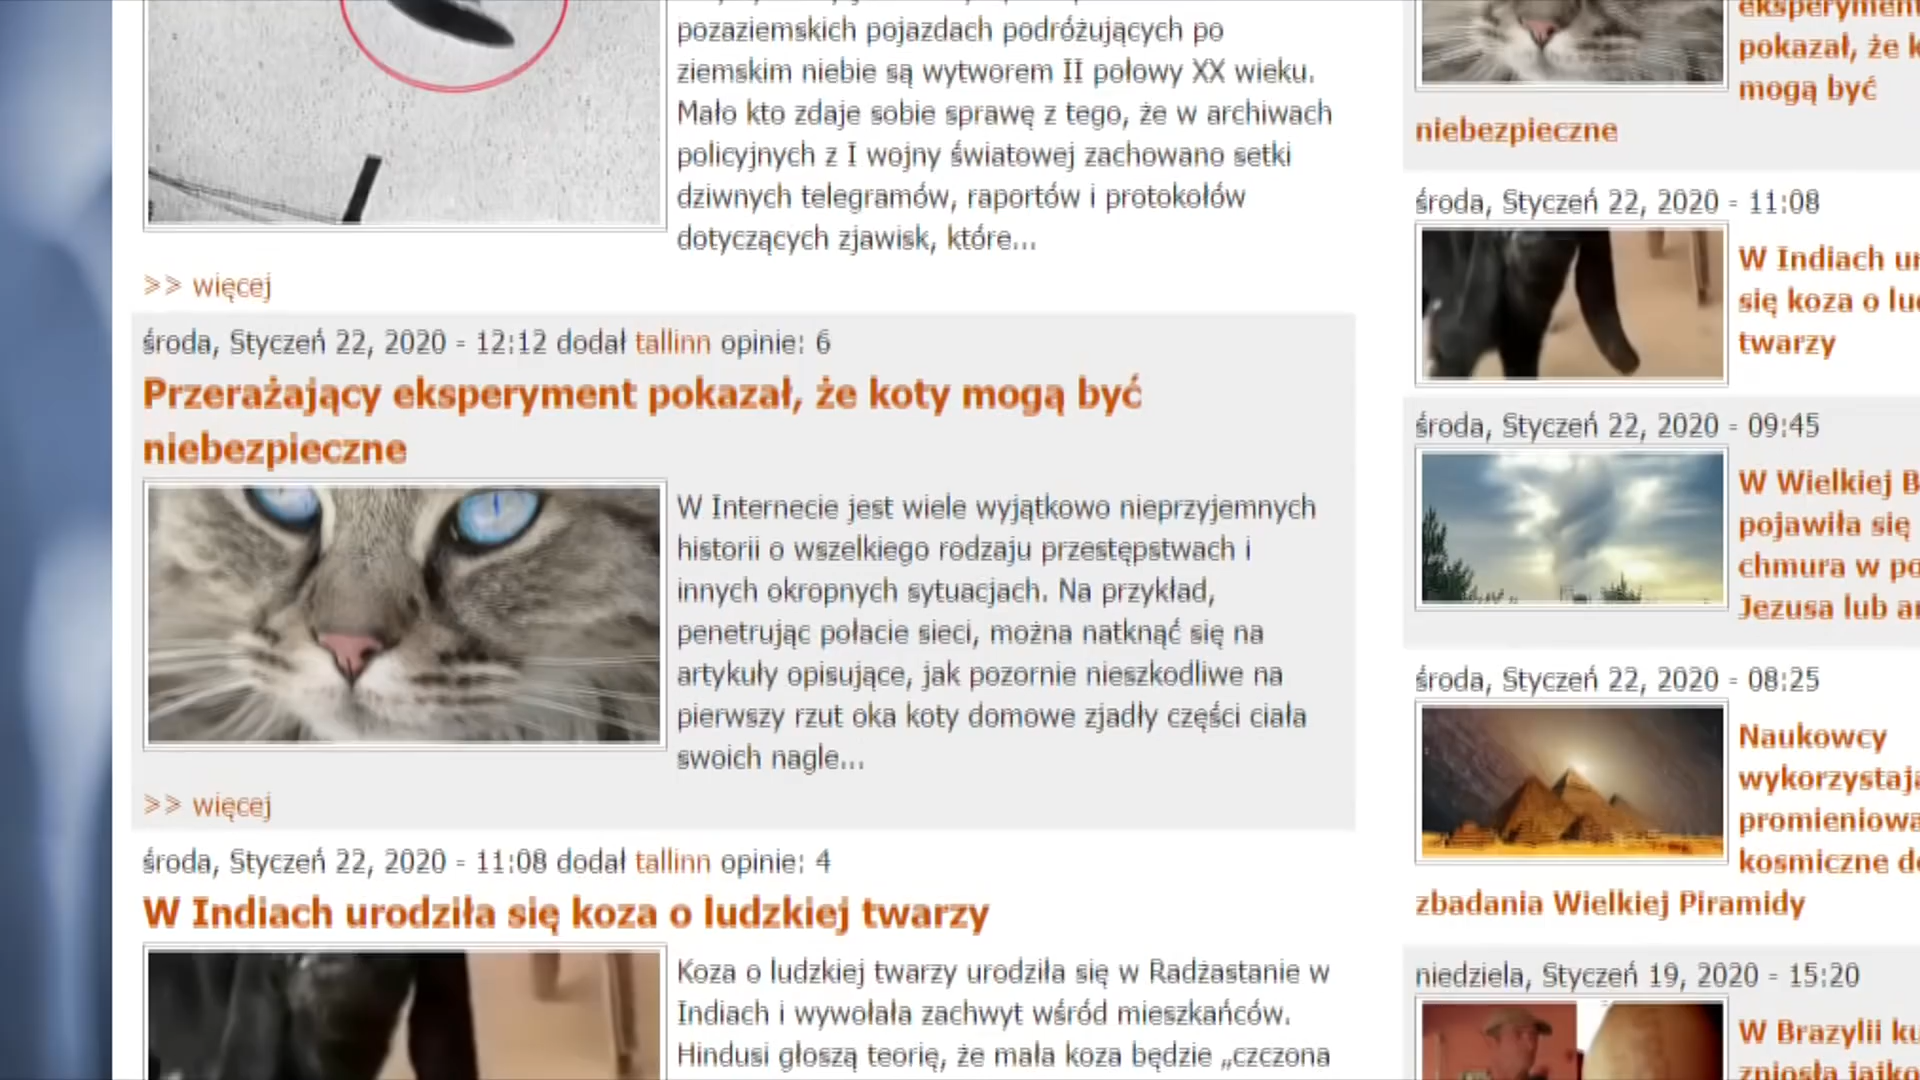 pozaziemskich pojazdach podróżujących po
ziemskim niebie są wytworem II połowy XX wieku.
Mało kto zdaje sobie sprawę z tego, że w archiwach
policyjnych z I wojny światowej zachowano setki
dziwnych telegramów, raportów i protokołów
dotyczących zjawisk, które...
>> więcej
środa, Styczeń 22, 2020 - 12:12 dodał tallinn opinie: 6
Przerażający eksperyment pokazał, że koty mogą być
niebezpieczne
W Internecie jest wiele wyjątkowo nieprzyjemnych
historii o wszelkiego rodzaju przestępstwach i
innych okropnych sytuacjach. Na przykład,
penetrując połacie sieci, można natknąć się na
artykuły opisujące, jak pozornie nieszkodliwe na
pierwszy rzut oka koty domowe zjadły części ciała
swoich nagle...
>> więcej
środa, Styczeń 22, 2020 - 11:08 dodał tallinn opinie: 4
W Indiach urodziła się koza o ludzkiej twarzy
Koza o ludzkiej twarzy urodziła się w Radżastanie w
Indiach i wywołała zachwyt wśród mieszkańców.
Hindusi głoszą teorię, że mała koza będzie „czczona
eksperyment
pokazał, że k
mogą być
niebezpieczne
środa, Styczeń 22, 2020 - 11:08
W Indiach ur
się koza o lud
twarzy
środa, Styczeń 22, 2020 - 09:45
W Wielkiej B
pojawiła się
chmura w po
Jezusa lub an
środa, Styczeń 22, 2020 - 08:25
Naukowcy
wykorzystają
promieniowa
kosmiczne do
zbadania Wielkiej Piramidy
niedziela, Styczeń 19, 2020 - 15:20
W Brazylii ku
zniosła jajko